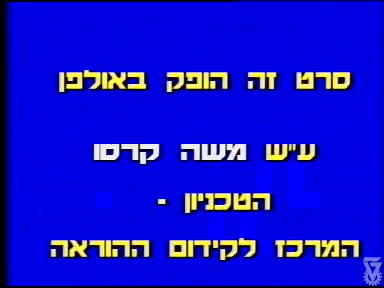 סרט זה הופק באולפן
ע"ש משה קרסו
הטכניון -
המרכז לקידום ההוראה